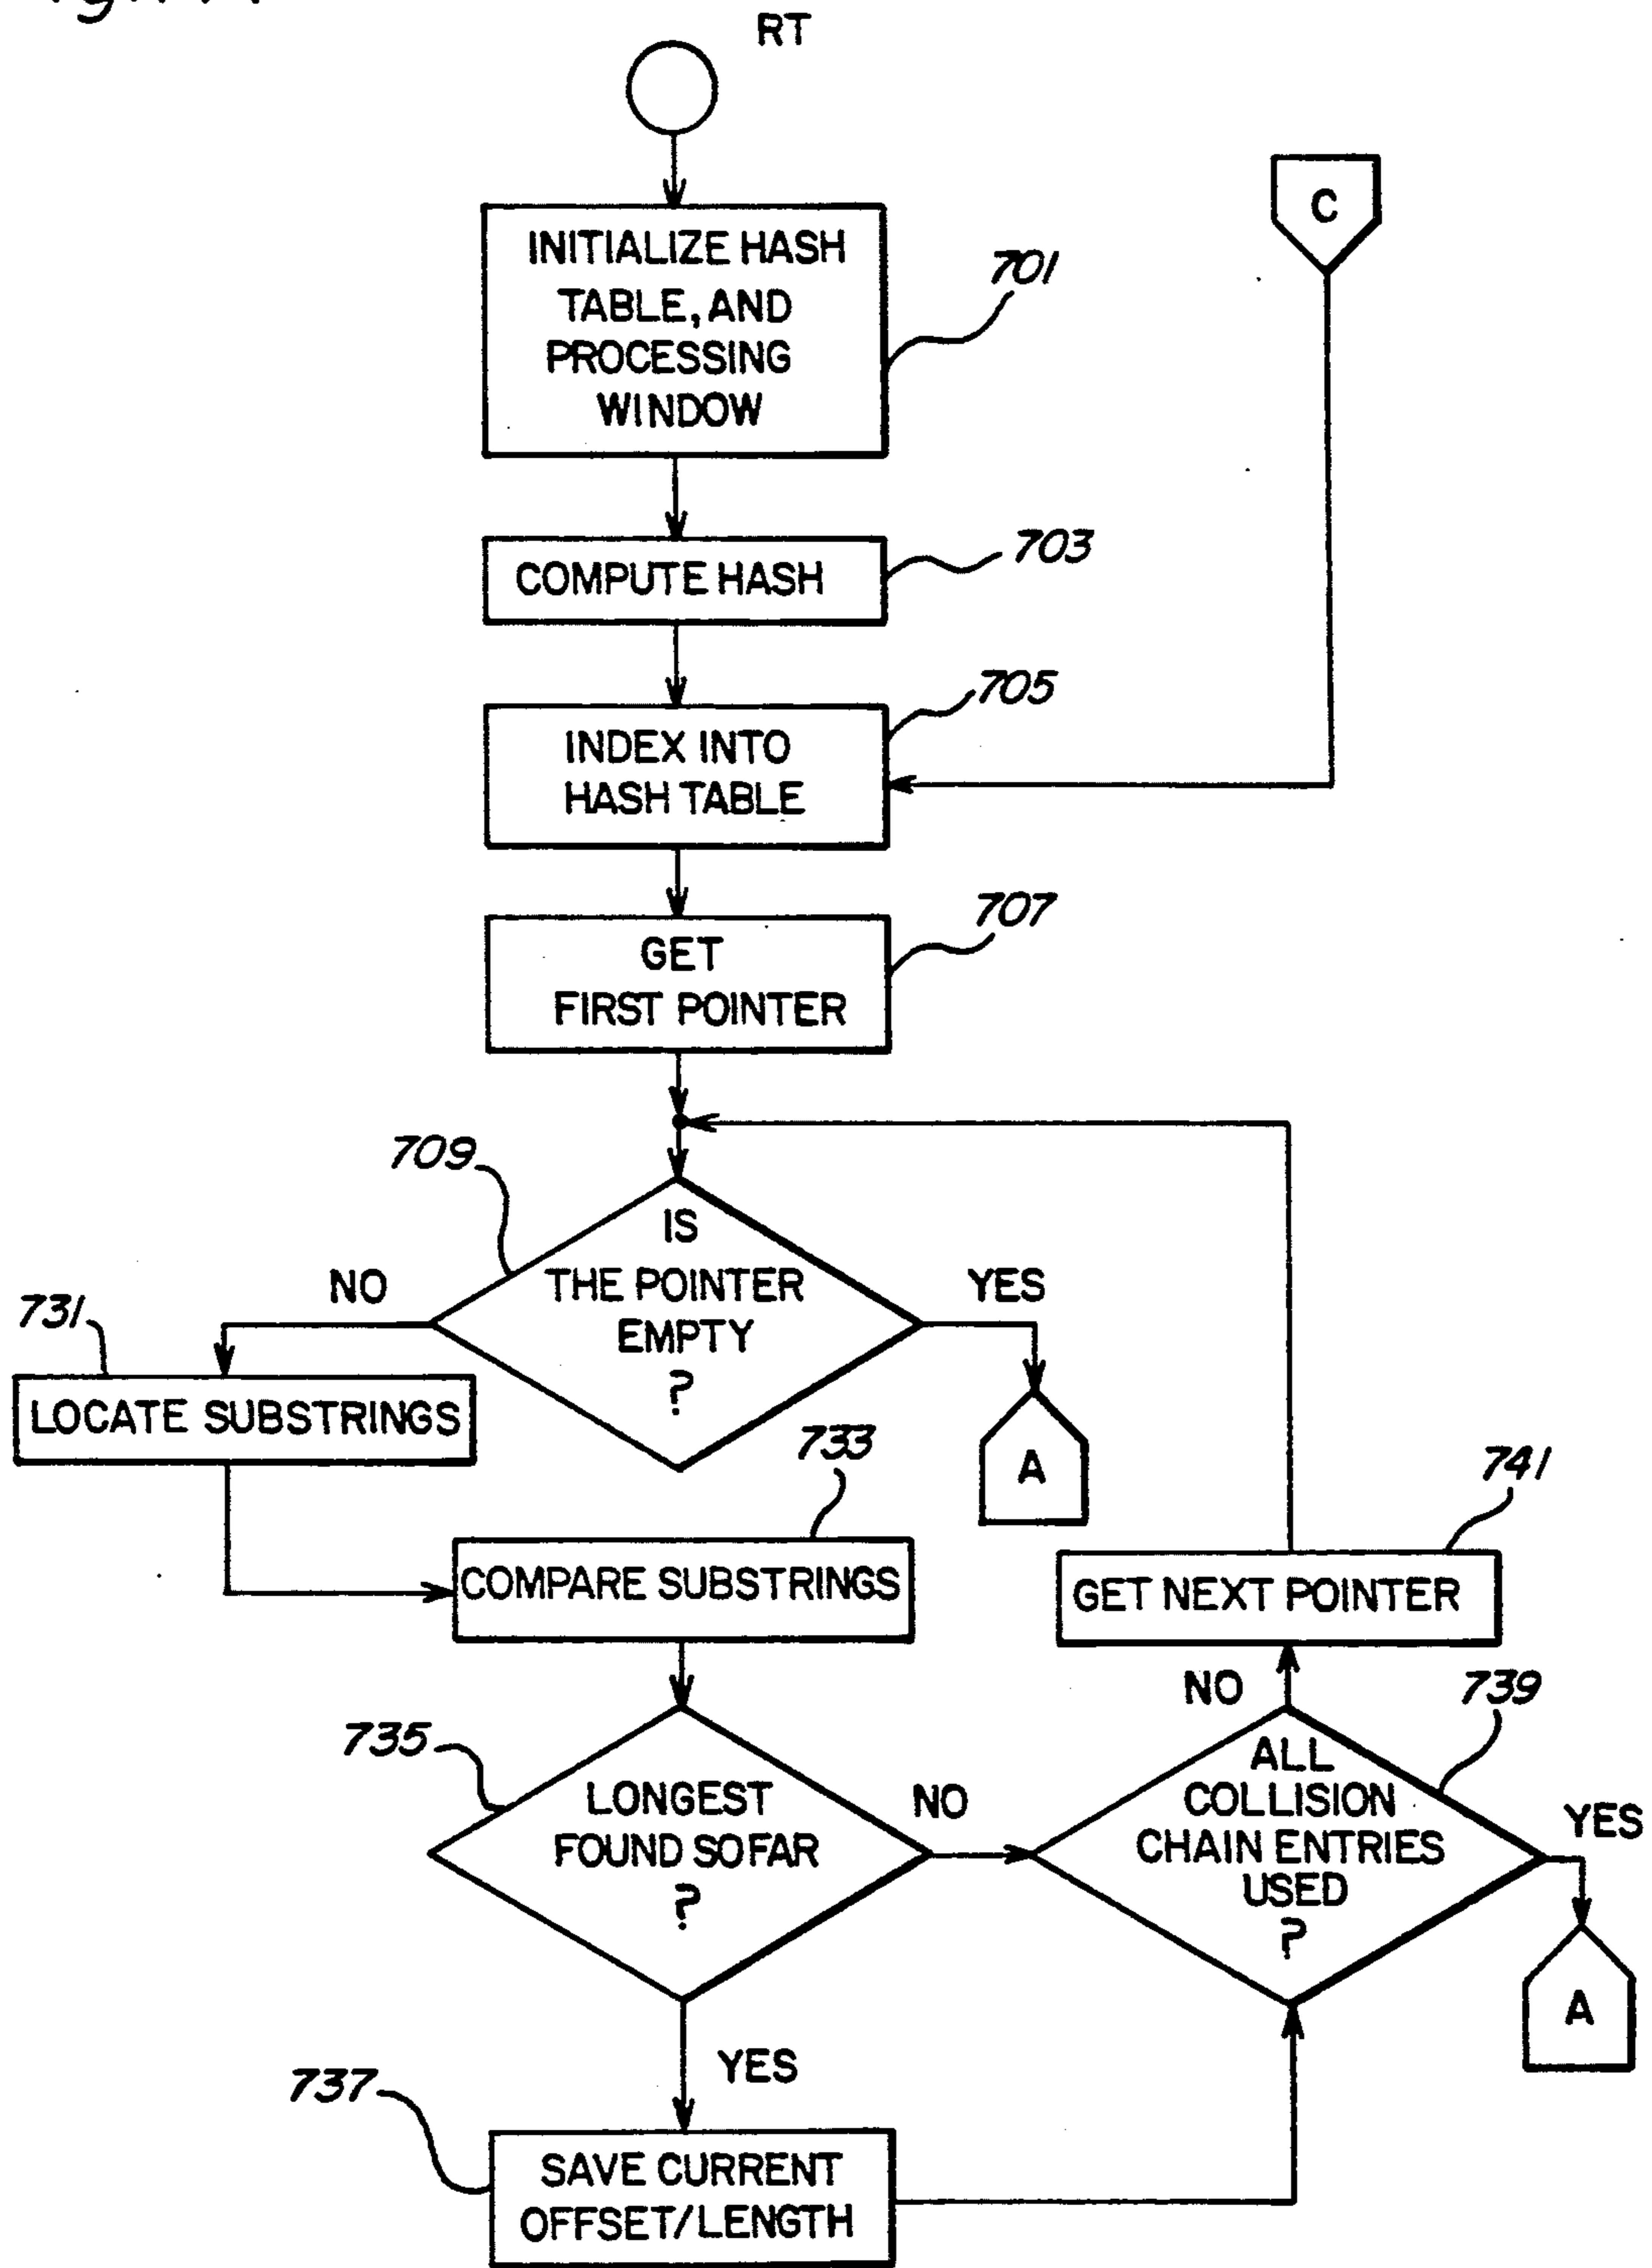 RT
C
INITIALIZE HASH
TABLE, AND
PROCESSING
WINDOW
701
COMPUTE HASH
703
705
INDEX INTO
HASH TABLE
707
GET
FIRST POINTER
709
IS
THE POINTER
EMPTY
?
NO
YES
731
LOCATE SUBSTRINGS
A
733
COMPARE SUBSTRINGS
741
GET NEXT POINTER
NO
739
735
LONGEST
FOUND SO FAR
?
NO
ALL
COLLISION
CHAIN ENTRIES
USED
?
YES
A
YES
737
SAVE CURRENT
OFFSET/LENGTH